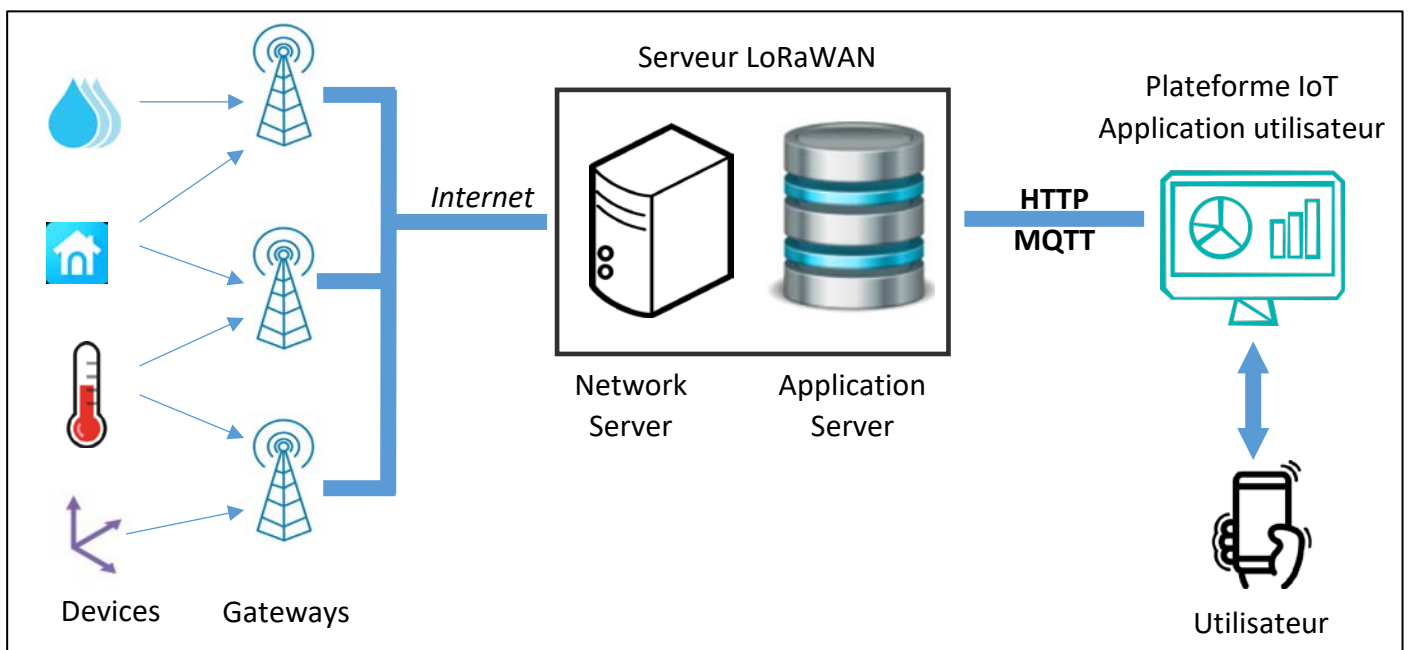 Serveur LoRaWAN
Plateforme IoT
Application utilisateur
Internet
HTTP
MQTT
Network
Server
Application
Server
Devices
Gateways
Utilisateur